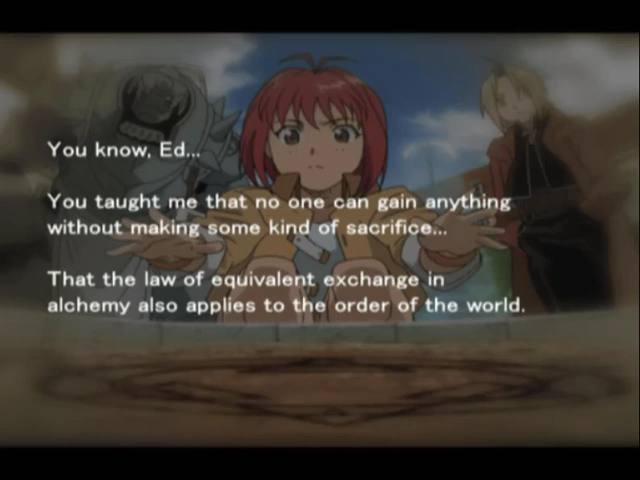 You know, Ed...
You taught me that no one can gain anything
without making some kind of sacrifice...
That the law of equivalent exchange in
alchemy also applies to the order of the world.